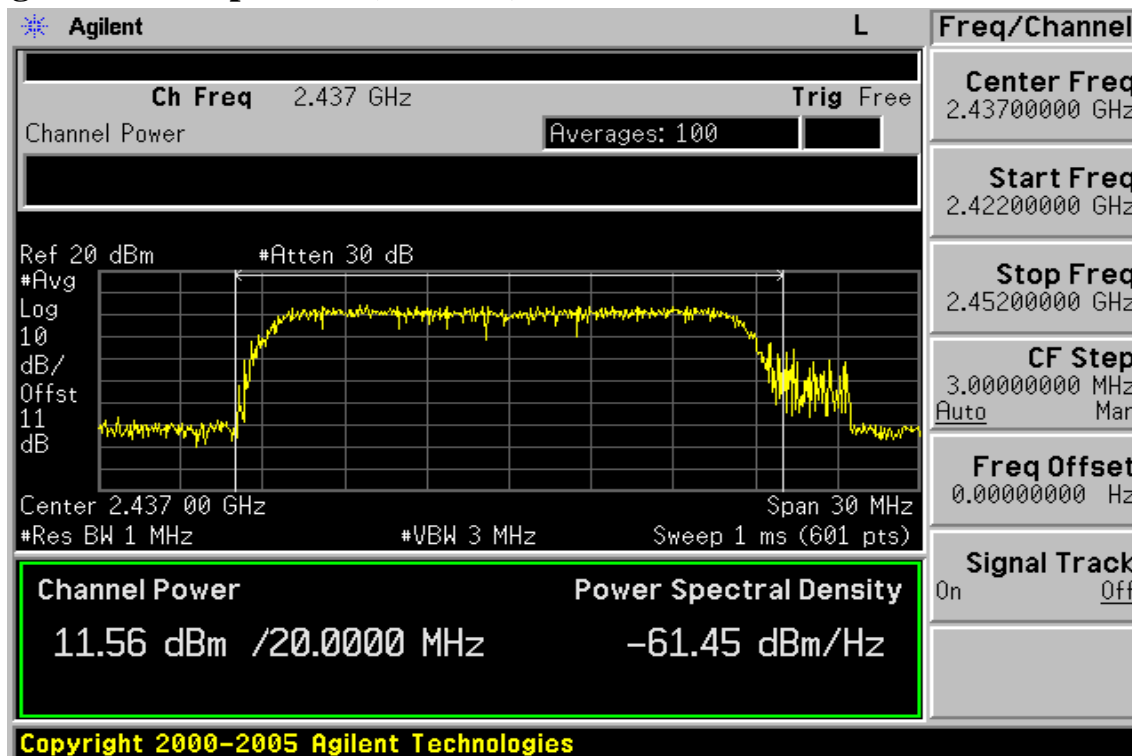 Agilent L Freq/Channel
Ch Freq 2.437 GHz Trig Free
Channel Power Averages: 100
Center Freq
2.43700000 GHz
Start Freq
2.42200000 GHz
Stop Freq
2.45200000 GHz
CF Step
3.00000000 MHz
Auto Man
Freq Offset
0.00000000 Hz
Signal Track
On Off
Ref 20 dBm #Atten 30 dB
#Avg
Log
10
dB/
Offst
11
dB
Center 2.437 00 GHz Span 30 MHz
#Res BW 1 MHz #VBW 3 MHz Sweep 1 ms (601 pts)
Channel Power Power Spectral Density
11.56 dBm /20.0000 MHz -61.45 dBm/Hz
Copyright 2000-2005 Agilent Technologies